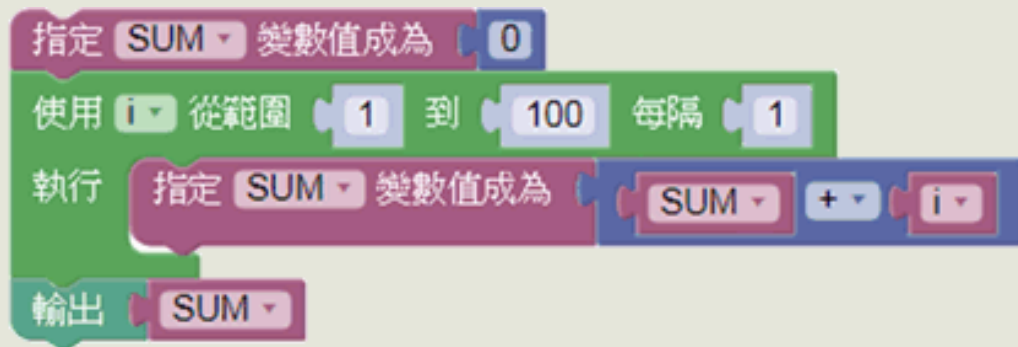 指定 SUM 變數值成為 0
使用 i 從範圍 1 到 100 每隔 1
執行 指定 SUM 變數值成為 SUM + i
輸出 SUM